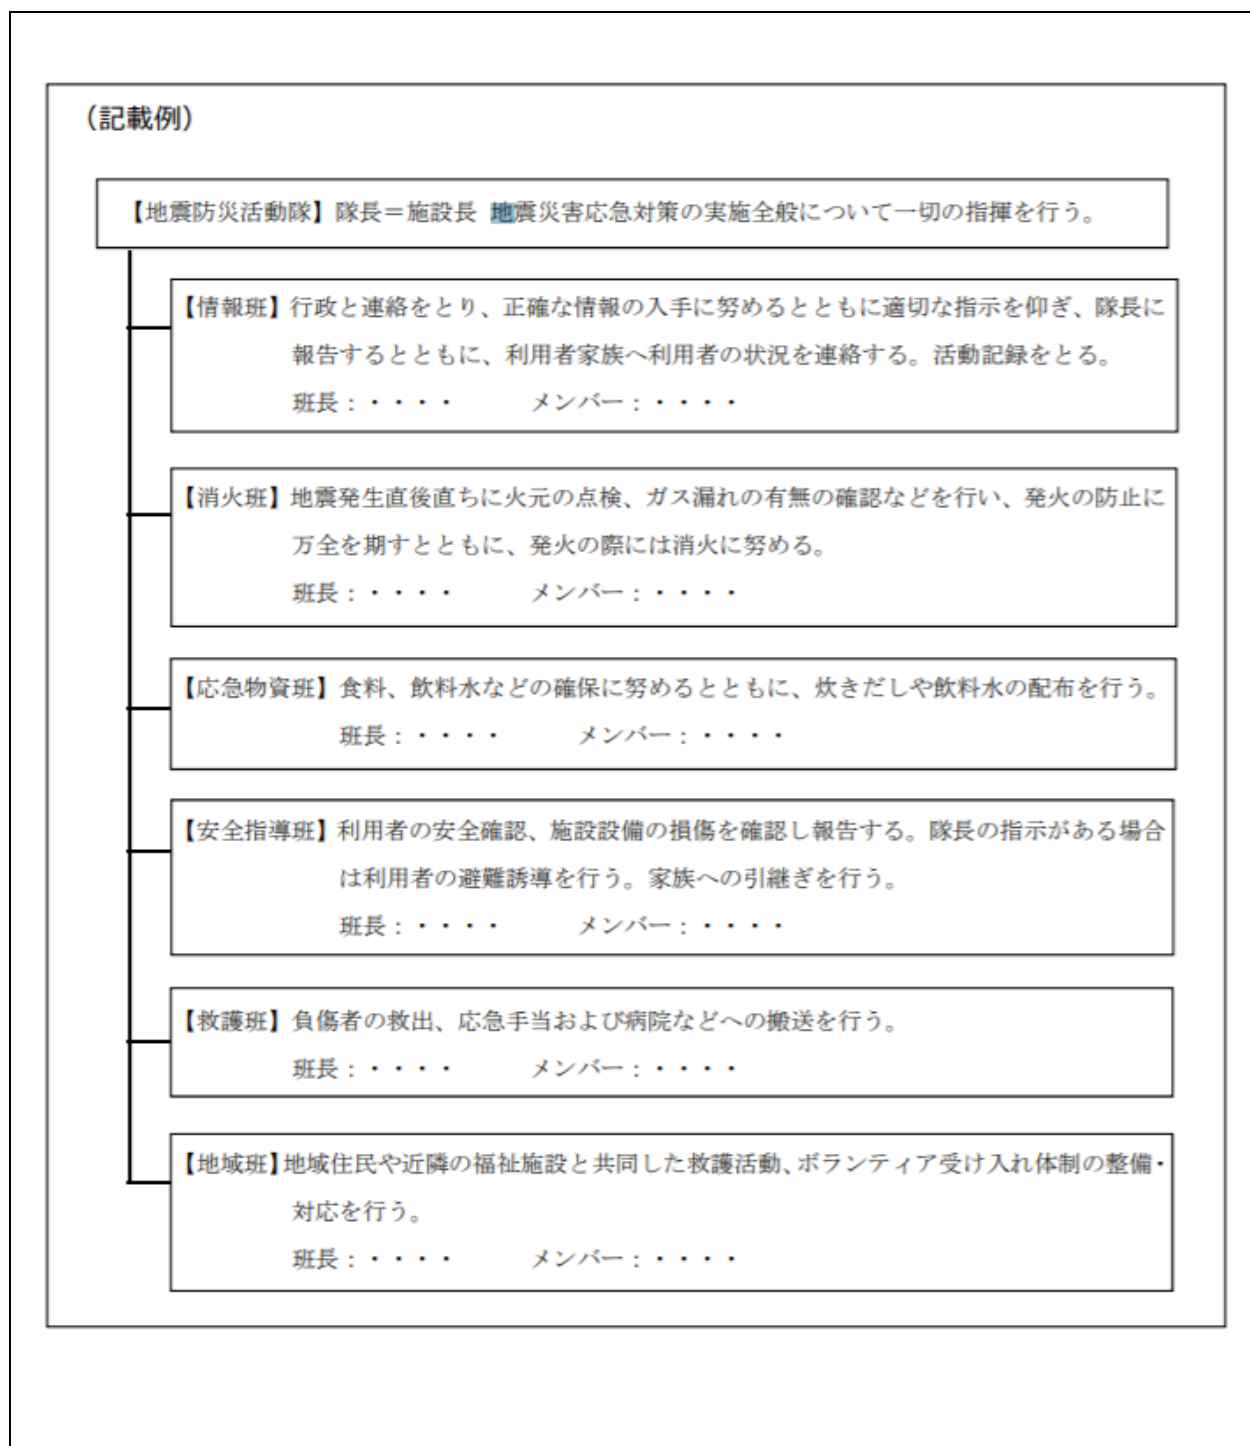 （記載例）
【地震防災活動隊】隊長＝施設長 地震災害応急対策の実施全般について一切の指揮を行う。
【情報班】行政と連絡をとり、正確な情報の入手に努めるとともに適切な指示を仰ぎ、隊長に
報告するとともに、利用者家族へ利用者の状況を連絡する。活動記録をとる。
班長：・・・・　　　メンバー：・・・・
【消火班】地震発生直後直ちに火元の点検、ガス漏れの有無の確認などを行い、発火の防止に
万全を期すとともに、発火の際には消火に努める。
班長：・・・・　　　メンバー：・・・・
【応急物資班】食料、飲料水などの確保に努めるとともに、炊きだしや飲料水の配布を行う。
班長：・・・・　　　メンバー：・・・・
【安全指導班】利用者の安全確認、施設設備の損傷を確認し報告する。隊長の指示がある場合
は利用者の避難誘導を行う。家族への引継ぎを行う。
班長：・・・・　　　メンバー：・・・・
【救護班】負傷者の救出、応急手当および病院などへの搬送を行う。
班長：・・・・　　　メンバー：・・・・
【地域班】地域住民や近隣の福祉施設と共同した救護活動、ボランティア受け入れ体制の整備・
対応を行う。
班長：・・・・　　　メンバー：・・・・